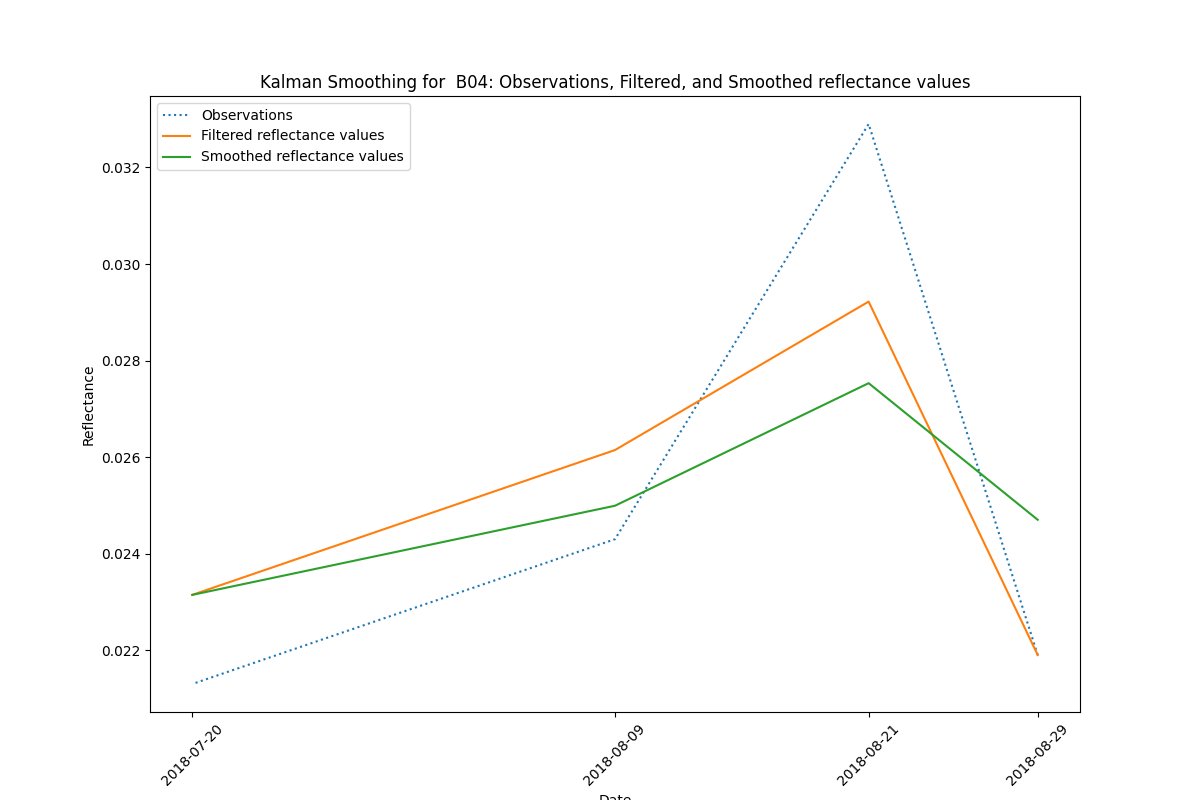 Kalman Smoothing for  B04: Observations, Filtered, and Smoothed reflectance values
Observations
Filtered reflectance values
Smoothed reflectance values
0.032
0.030
0.028
0.026
0.024
0.022
Reflectance
2018-07-20
2018-08-09
2018-08-21
2018-08-29
Date